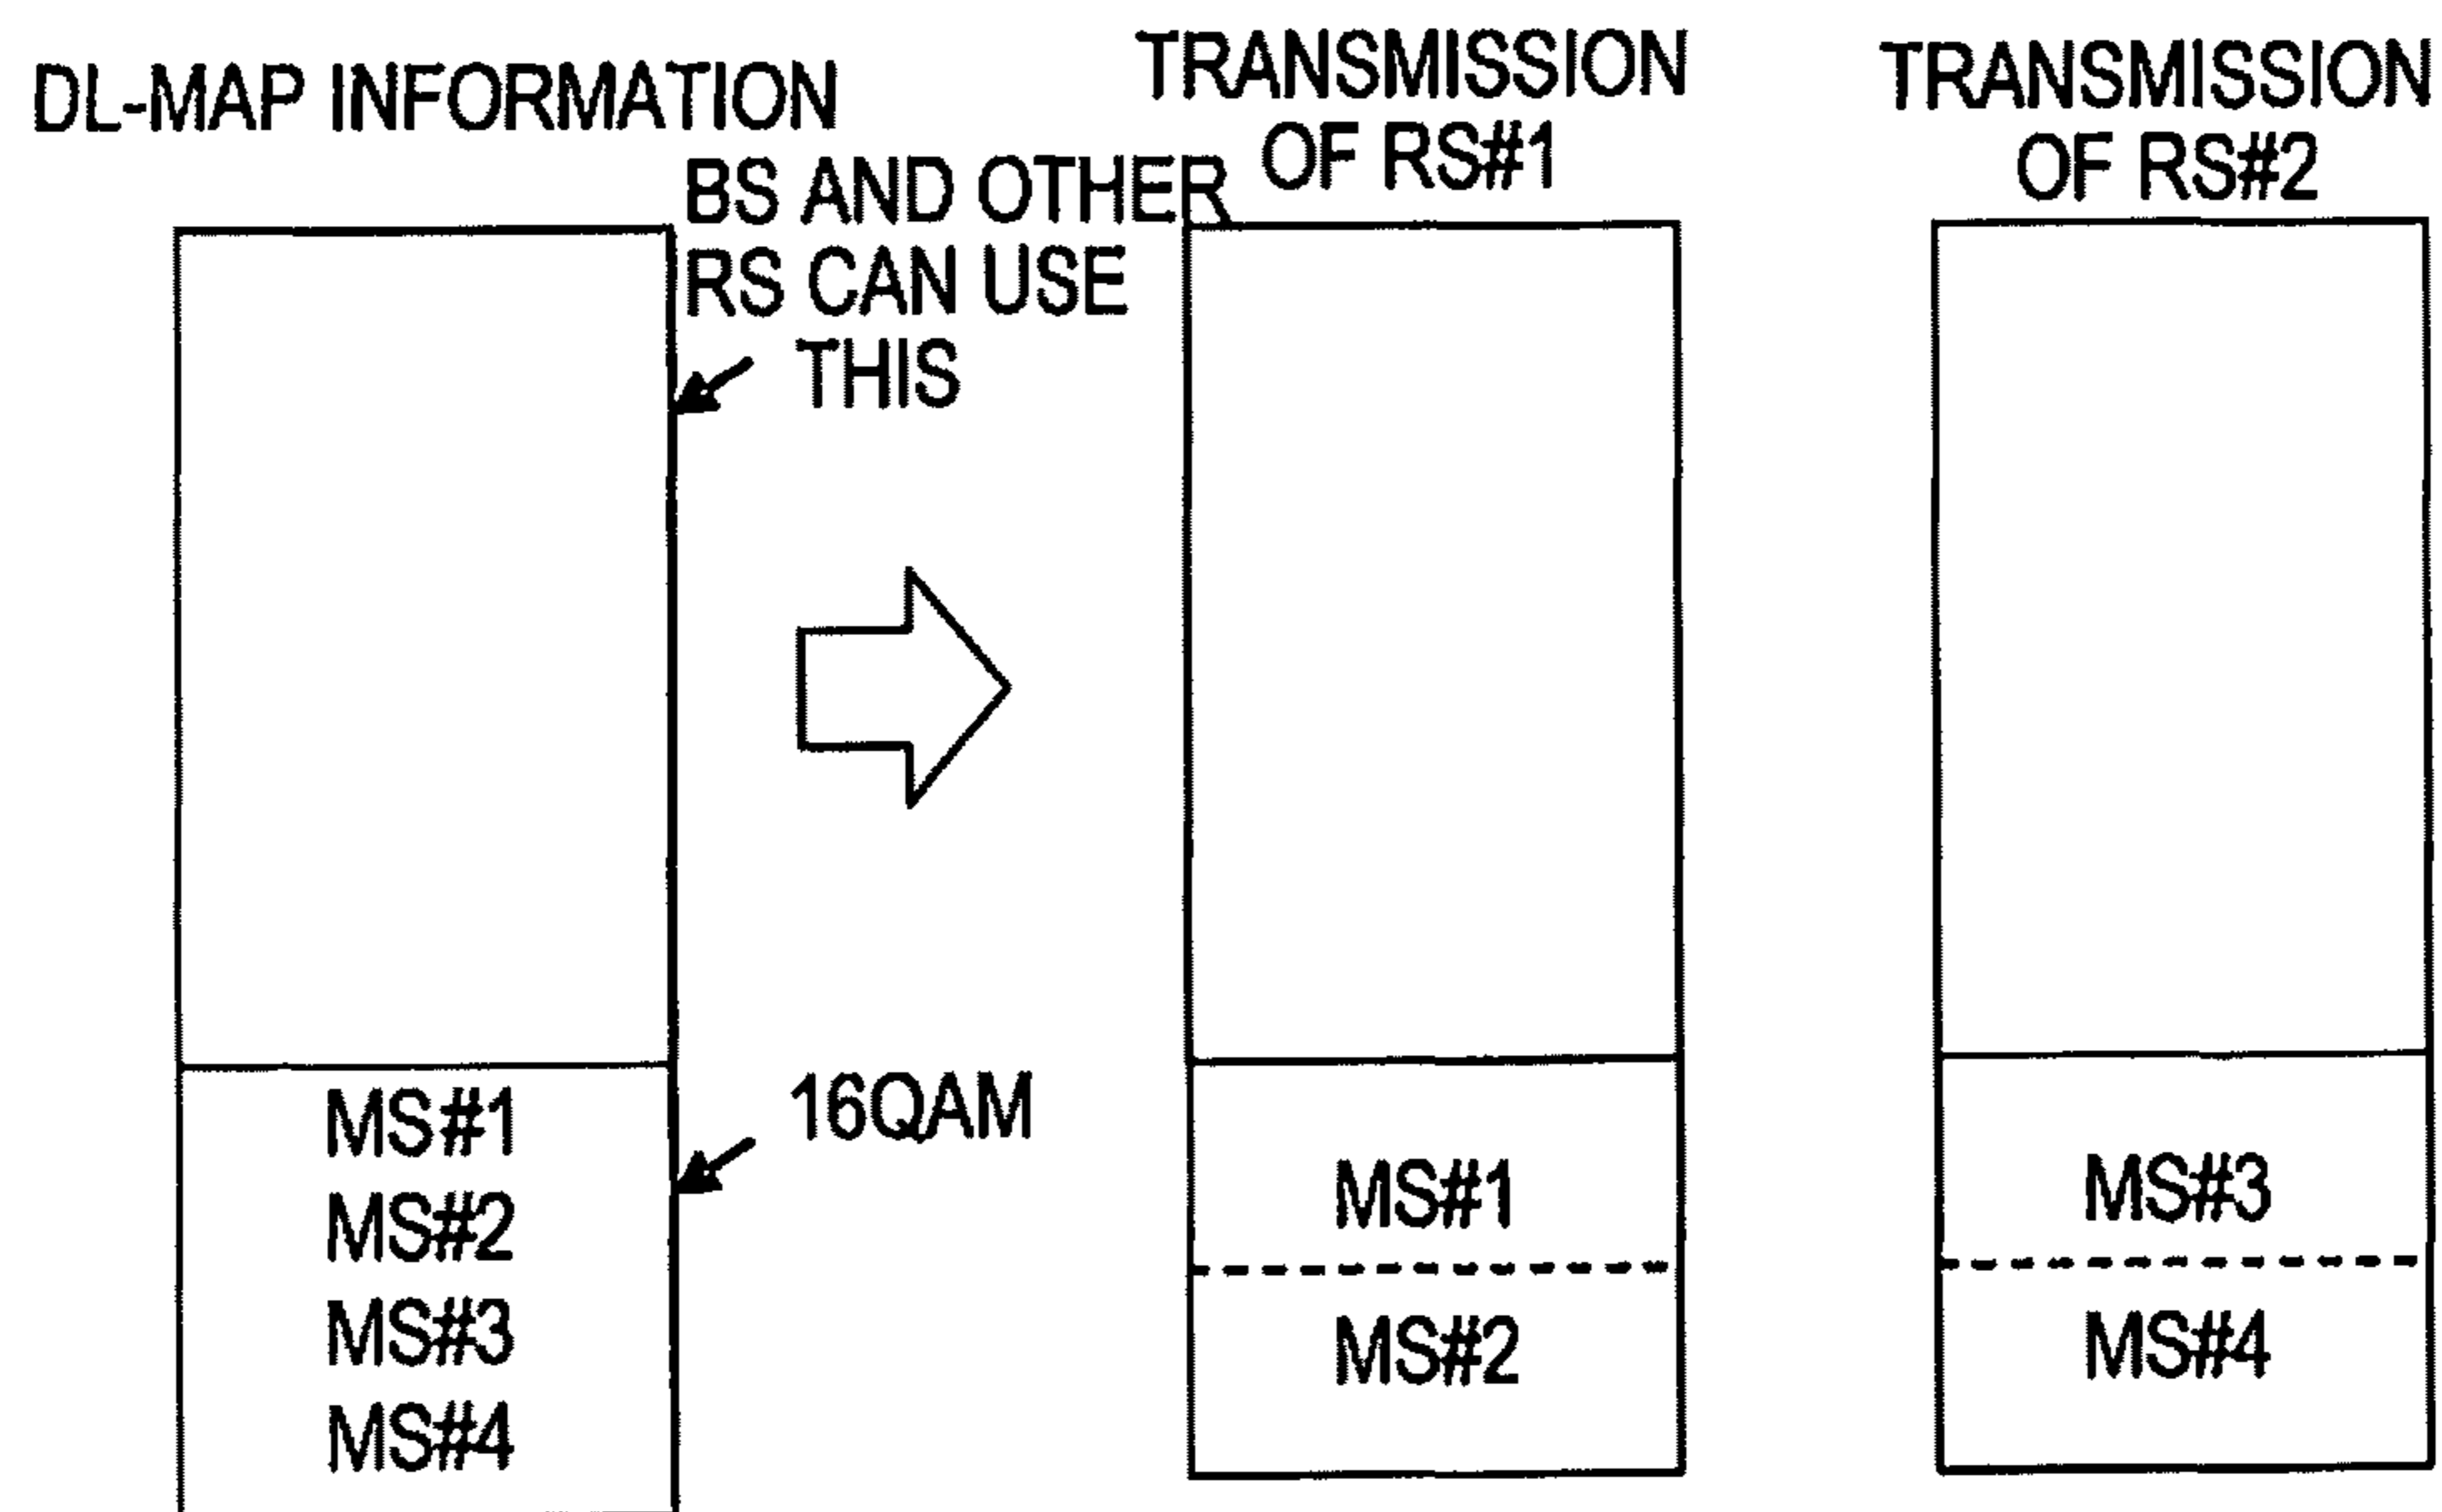 DL-MAP INFORMATION
BS AND OTHER
RS CAN USE
THIS
16QAM
MS#1
MS#2
MS#3
MS#4
TRANSMISSION
OF RS#1
MS#1
MS#2
TRANSMISSION
OF RS#2
MS#3
MS#4